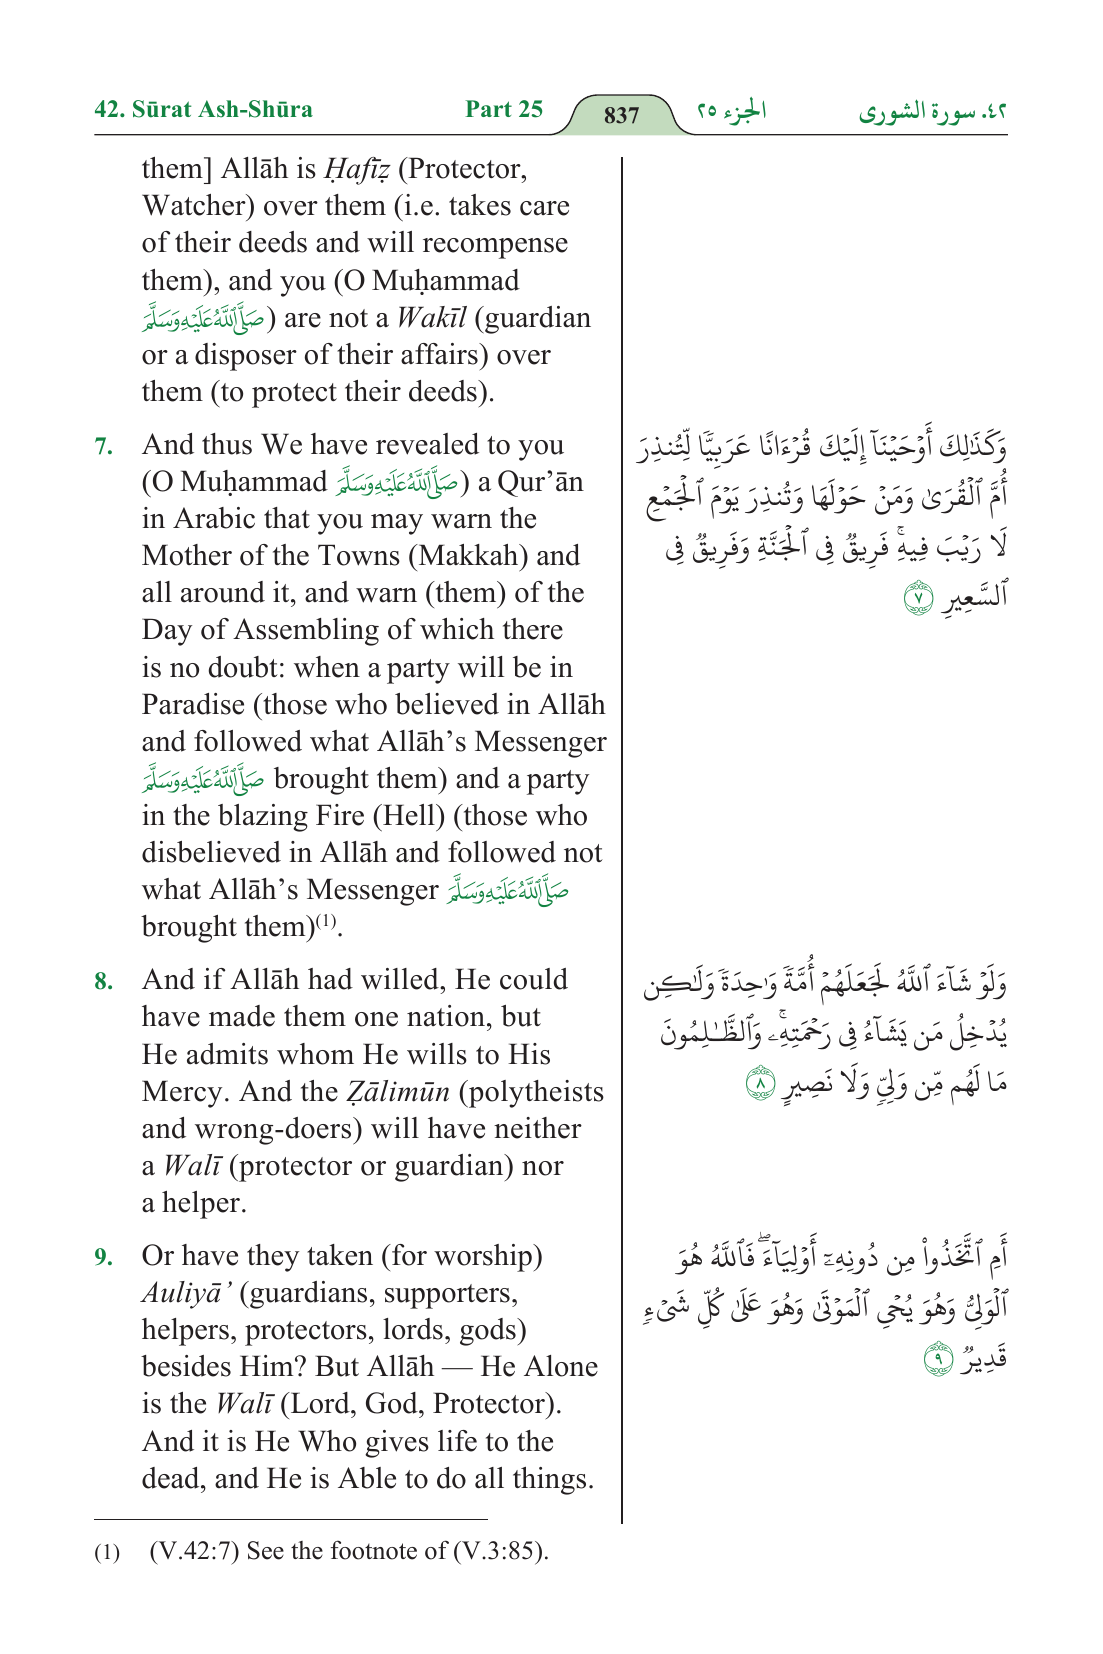 42. Sūrat Ash-Shūra Part 25 837 الجزء ٢٥ ٤٢. سورة الشورى
them] Allāh is Ḥafīẓ (Protector,
Watcher) over them (i.e. takes care
of their deeds and will recompense
them), and you (O Muḥammad
صَلَّى ٱللَّهُ عَلَيْهِ وَسَلَّمَ) are not a Wakīl (guardian
or a disposer of their affairs) over
them (to protect their deeds).
7. And thus We have revealed to you
(O Muḥammad صَلَّى ٱللَّهُ عَلَيْهِ وَسَلَّمَ) a Qur’ān
in Arabic that you may warn the
Mother of the Towns (Makkah) and
all around it, and warn (them) of the
Day of Assembling of which there
is no doubt: when a party will be in
Paradise (those who believed in Allāh
and followed what Allāh’s Messenger
صَلَّى ٱللَّهُ عَلَيْهِ وَسَلَّمَ brought them) and a party
in the blazing Fire (Hell) (those who
disbelieved in Allāh and followed not
what Allāh’s Messenger صَلَّى ٱللَّهُ عَلَيْهِ وَسَلَّمَ
brought them)(1).
وَكَذَٰلِكَ أَوۡحَيۡنَآ إِلَيۡكَ قُرۡءَانًا عَرَبِيّٗا لِّتُنذِرَ
أُمَّ ٱلۡقُرَىٰ وَمَنۡ حَوۡلَهَا وَتُنذِرَ يَوۡمَ ٱلۡجَمۡعِ
لَا رَيۡبَ فِيهِۚ فَرِيقٞ فِي ٱلۡجَنَّةِ وَفَرِيقٞ فِي
ٱلسَّعِيرِ ٧
8. And if Allāh had willed, He could
have made them one nation, but
He admits whom He wills to His
Mercy. And the Ẓālimūn (polytheists
and wrong-doers) will have neither
a Walī (protector or guardian) nor
a helper.
وَلَوۡ شَآءَ ٱللَّهُ لَجَعَلَهُمۡ أُمَّةٗ وَٰحِدَةٗ وَلَٰكِن
يُدۡخِلُ مَن يَشَآءُ فِي رَحۡمَتِهِۦۚ وَٱلظَّٰلِمُونَ
مَا لَهُم مِّن وَلِيّٖ وَلَا نَصِيرٍ ٨
9. Or have they taken (for worship)
Auliyā’ (guardians, supporters,
helpers, protectors, lords, gods)
besides Him? But Allāh — He Alone
is the Walī (Lord, God, Protector).
And it is He Who gives life to the
dead, and He is Able to do all things.
أَمِ ٱتَّخَذُواْ مِن دُونِهِۦٓ أَوۡلِيَآءَۖ فَٱللَّهُ هُوَ
ٱلۡوَلِيُّ وَهُوَ يُحۡيِ ٱلۡمَوۡتَىٰ وَهُوَ عَلَىٰ كُلِّ شَيۡءٖ
قَدِيرٞ ٩
(1) (V.42:7) See the footnote of (V.3:85).